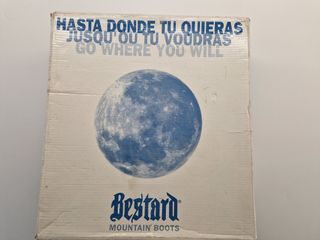 HASTA DONDE TU QUIERAS
JUSQU'OU TU VOUDRAS
GO WHERE YOU WILL
Bestard®
MOUNTAIN BOOTS